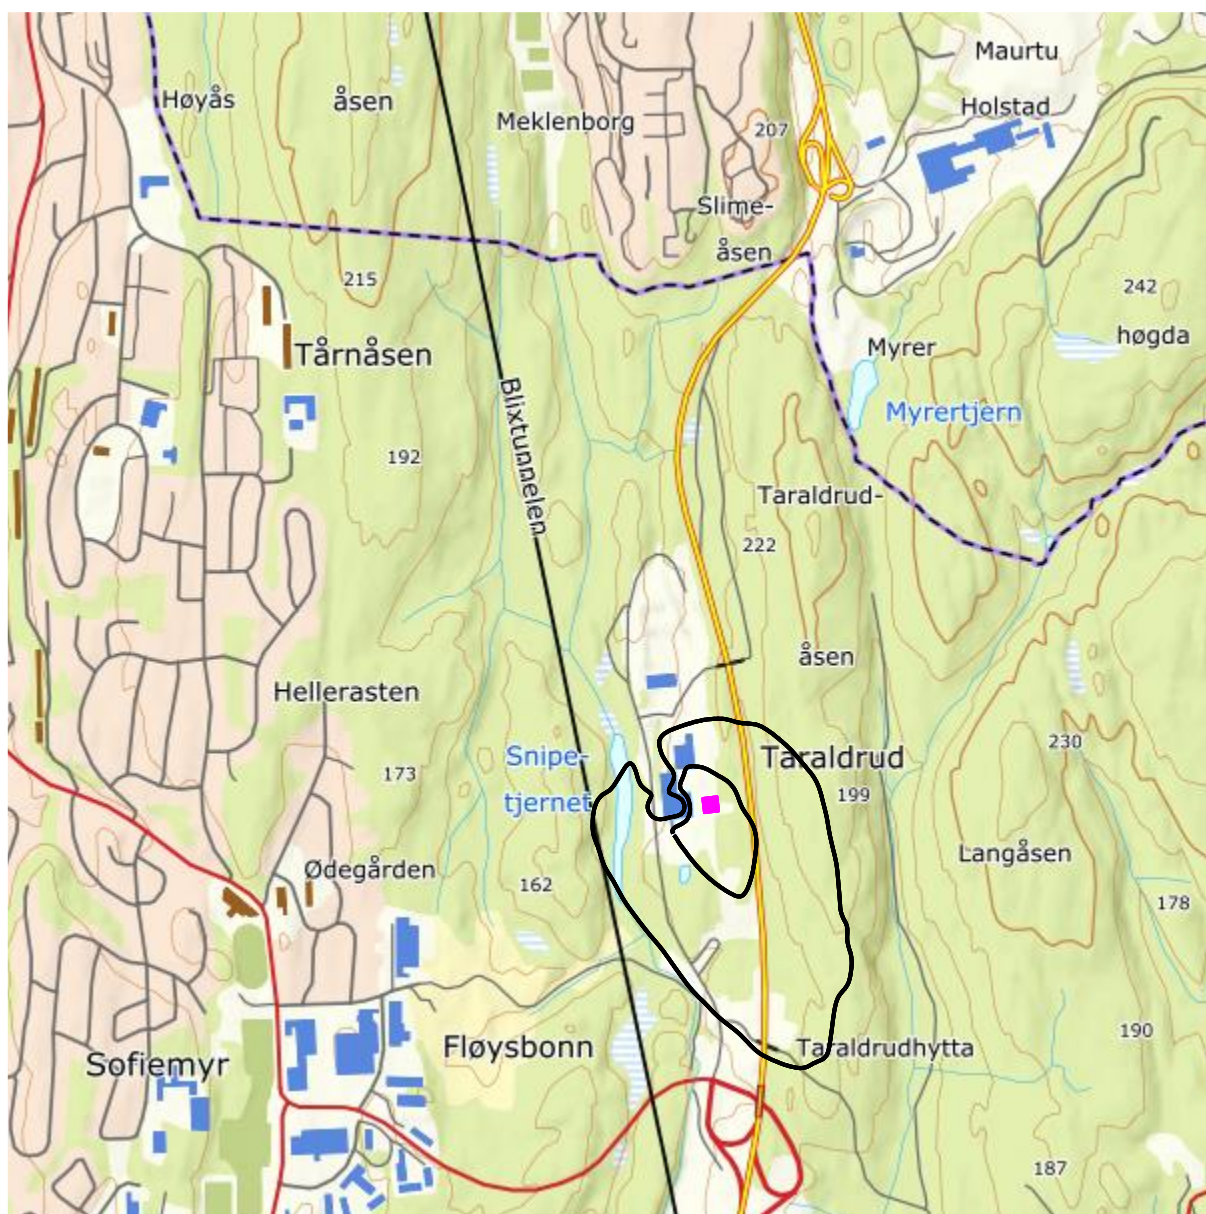 Maurtu
Høyås
åsen
Meklenborg
Holstad
207
Slime-
åsen
215
242
høgda
Tårnåsen
Myrer
Myrertjern
Blixtunnelen
192
Taraldrud-
222
åsen
Hellerasten
230
Snipe-
tjernet
Taraldrud
173
199
Ødegården
162
Langåsen
178
190
Fløysbonn
Taraldrudhytta
Sofiemyr
187